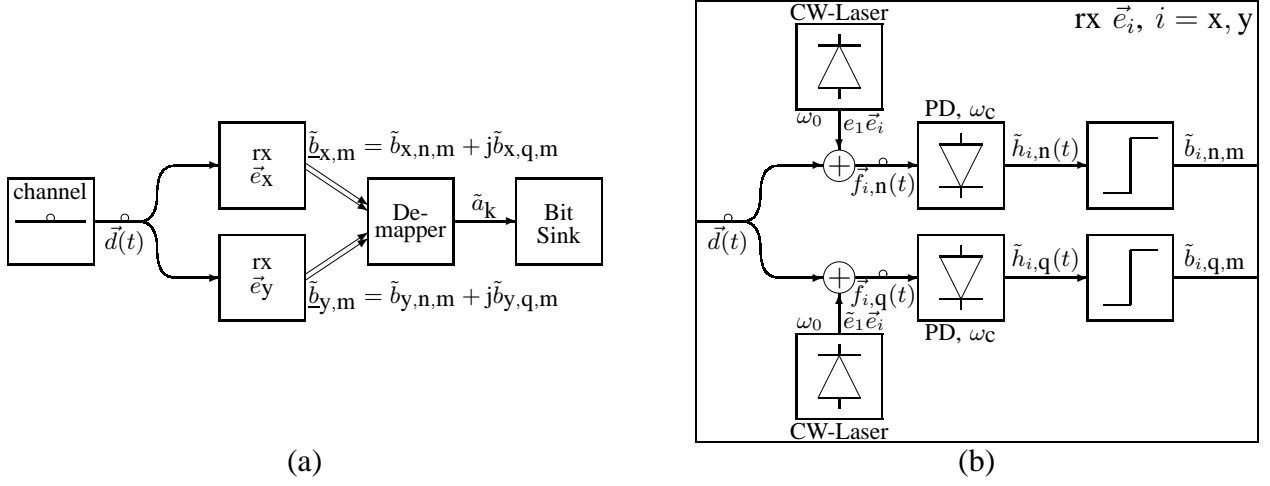 channel
d⃗(t)
rx
e⃗x
b̲̃x,m = b̃x,n,m + jb̃x,q,m
rx
e⃗y
b̲̃y,m = b̃y,n,m + jb̃y,q,m
De-
mapper
ãk
Bit
Sink
(a)
rx e⃗i, i = x, y
CW-Laser
ω0
e1e⃗i
PD, ωc
f⃗i,n(t)
h̃i,n(t)
b̃i,n,m
d⃗(t)
f⃗i,q(t)
h̃i,q(t)
b̃i,q,m
ω0
ẽ1e⃗i
PD, ωc
CW-Laser
(b)